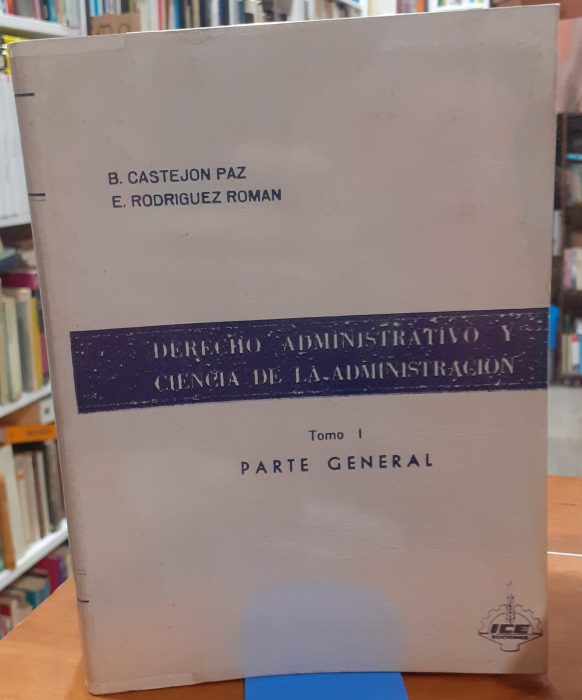 B. CASTEJON PAZ
E. RODRIGUEZ ROMAN
DERECHO ADMINISTRATIVO Y
CIENCIA DE LA ADMINISTRACION
Tomo I
PARTE GENERAL
ICE